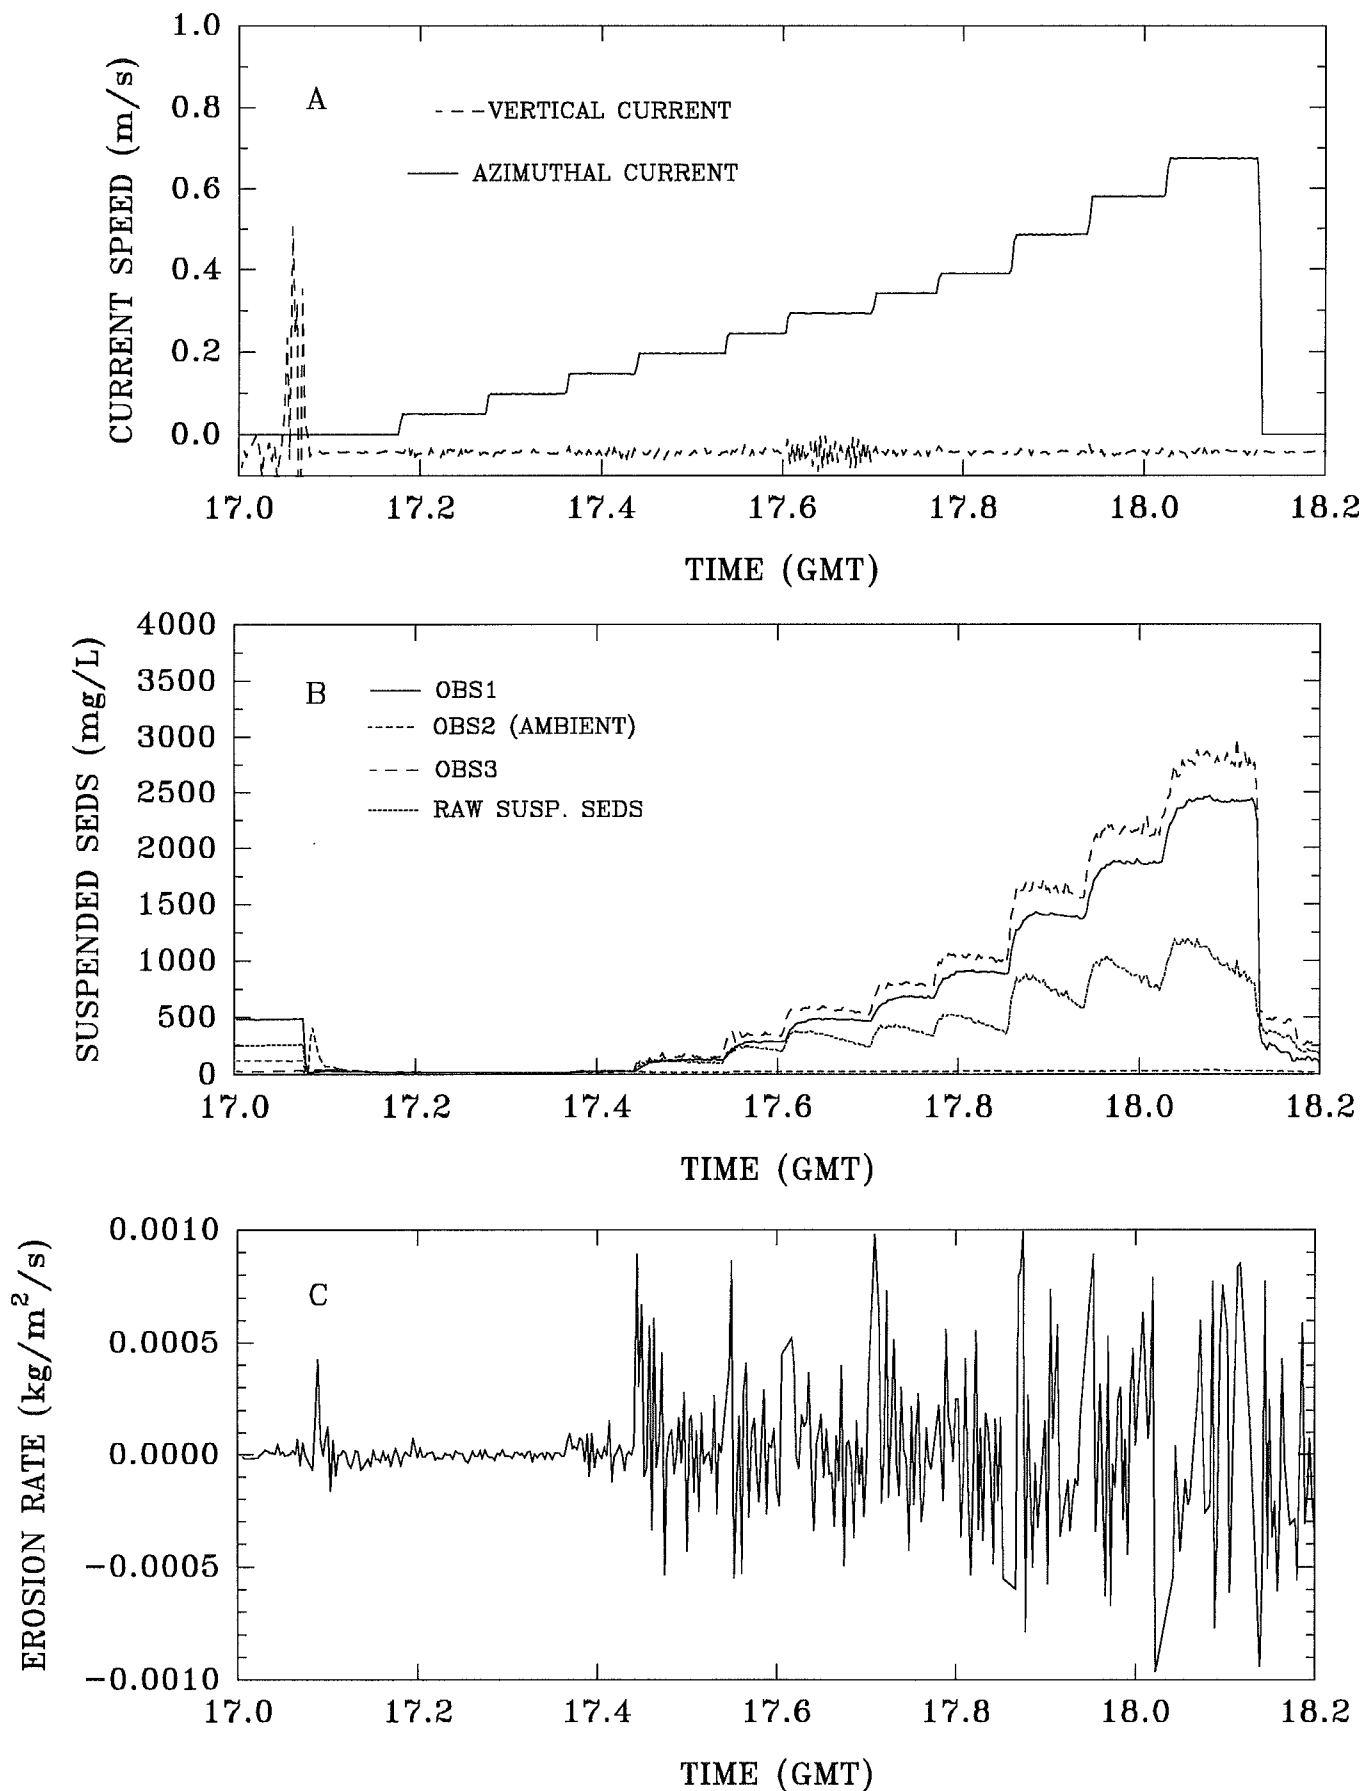 1.0
0.8
0.6
0.4
0.2
0.0
CURRENT SPEED (m/s)
A
VERTICAL CURRENT
AZIMUTHAL CURRENT
17.0 17.2 17.4 17.6 17.8 18.0 18.2
TIME (GMT)
4000
3500
3000
2500
2000
1500
1000
500
0
SUSPENDED SEDS (mg/L)
B
OBS1
OBS2 (AMBIENT)
OBS3
RAW SUSP. SEDS
17.0 17.2 17.4 17.6 17.8 18.0 18.2
TIME (GMT)
0.0010
0.0005
0.0000
-0.0005
-0.0010
EROSION RATE (kg/m²/s)
C
17.0 17.2 17.4 17.6 17.8 18.0 18.2
TIME (GMT)